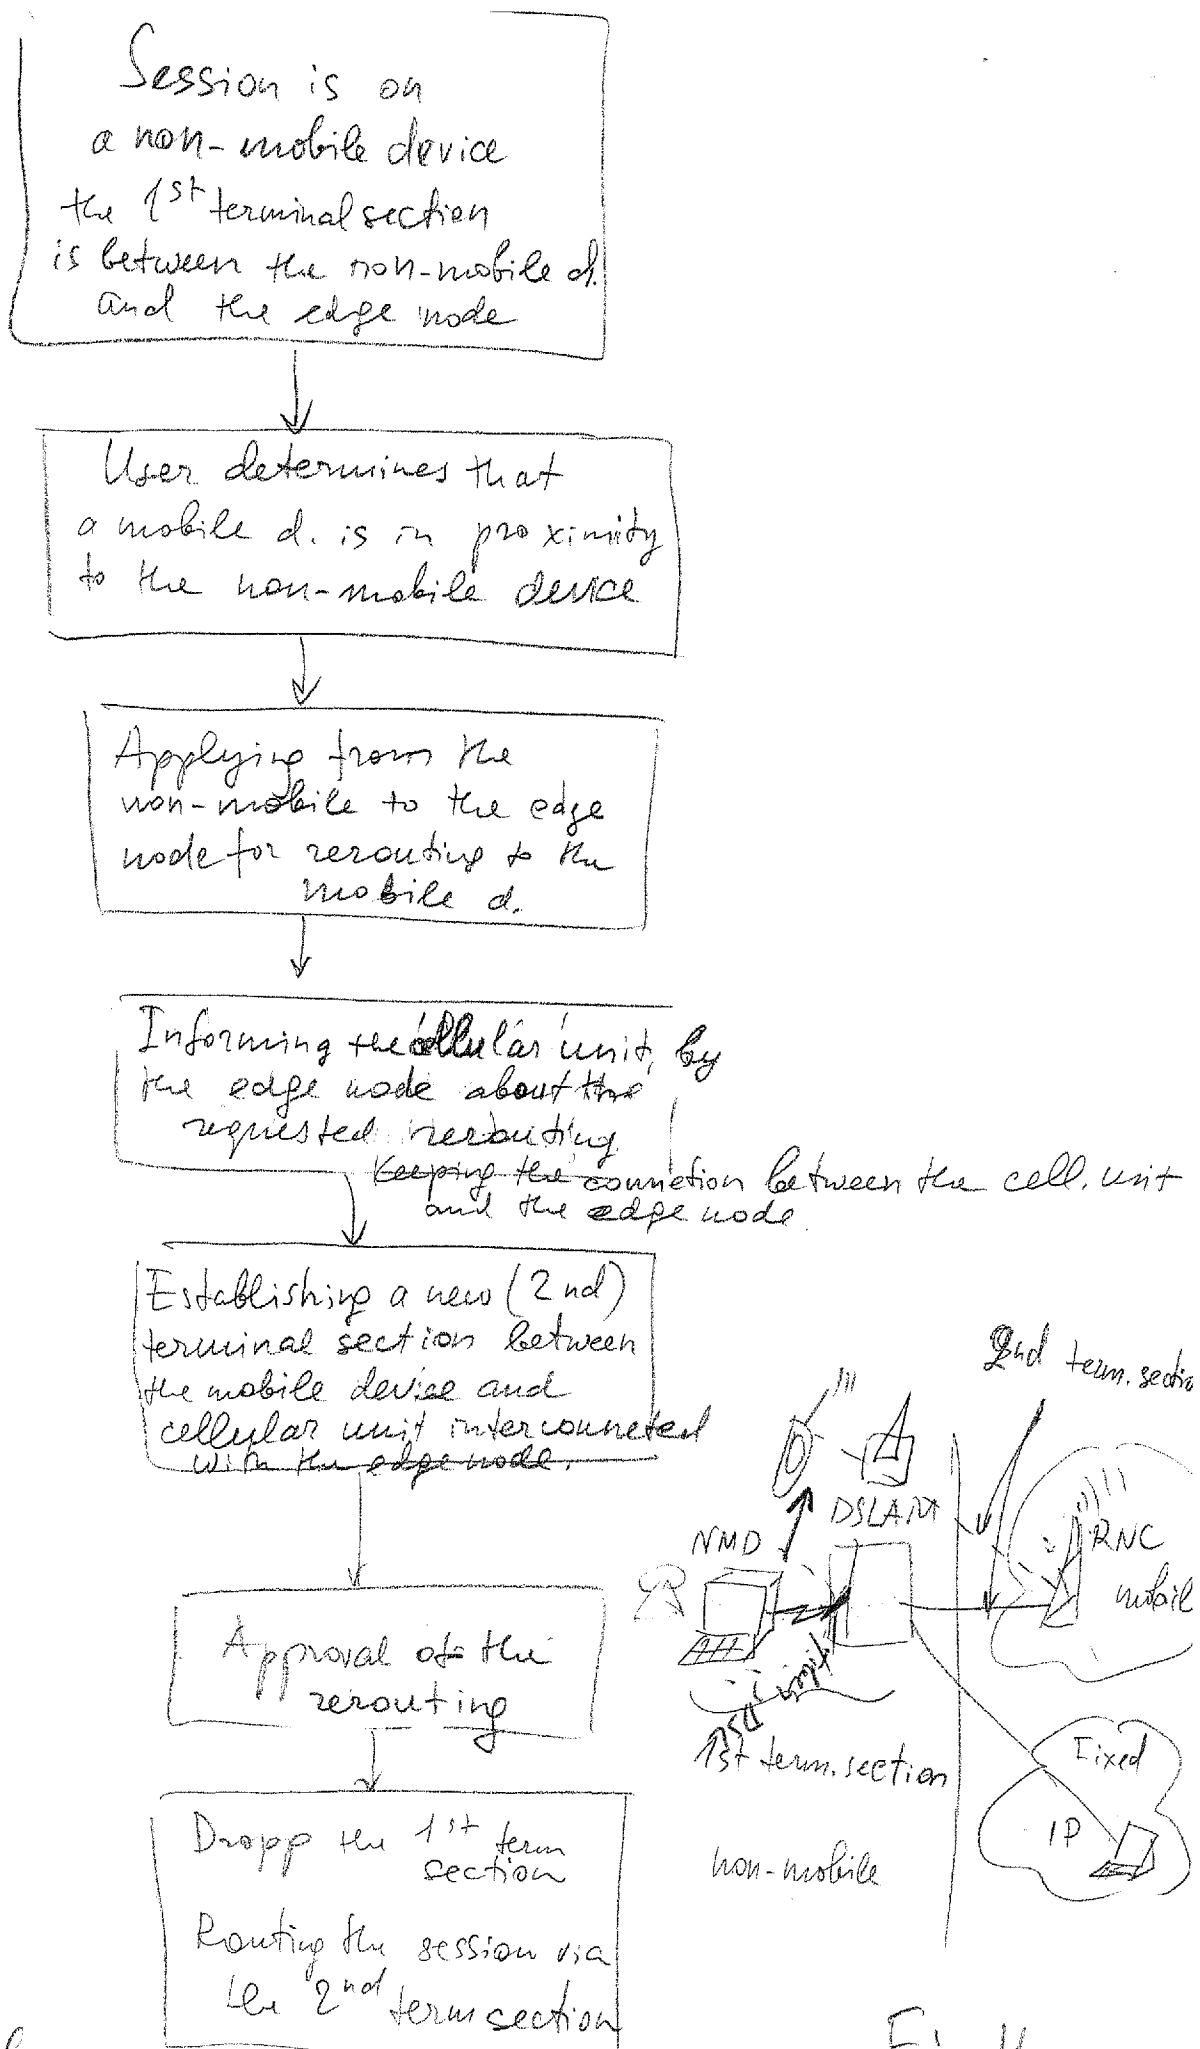 Session is on
a non-mobile device
the 1st terminal section
is between the non-mobile d.
and the edge node
User determines that
a mobile d. is in proximity
to the non-mobile device
Applying from the
non-mobile to the edge
node for rerouting to the
mobile d.
Informing the cellular unit, by
the edge node about the
requested rerouting
Keeping the connetion between the cell. unit
and the edge node.
Establishing a new (2nd)
terminal section between
the mobile device and
cellular unit interconneted
with the edge node.
Approval of the
rerouting
Dropp the 1st term
section
Routing the session via
the 2nd term section
2nd term. sectio
DSLAM
NMD
RNC
mobil
1st term. section
Fixed
IP
non-mobile